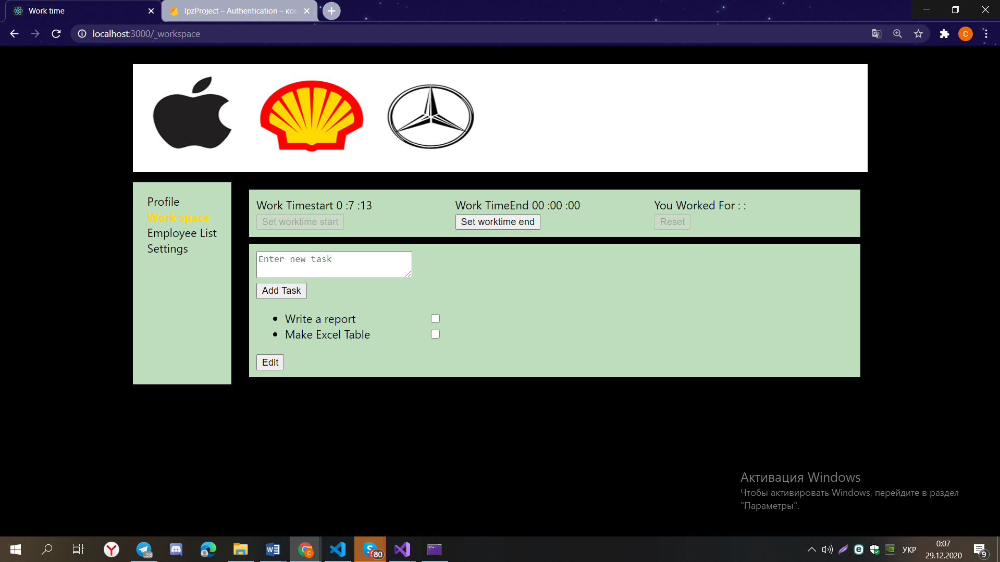 Work time
IpzProject – Authentication – кон
localhost:3000/_workspace
C
Profile
Work space
Employee List
Settings
Work Timestart 0 :7 :13
Set worktime start
Work TimeEnd 00 :00 :00
Set worktime end
You Worked For : :
Reset
Enter new task
Add Task
Write a report
Make Excel Table
Edit
Активация Windows
Чтобы активировать Windows, перейдите в раздел
"Параметры".
..58
C
80
УКР
0:07
29.12.2020
9